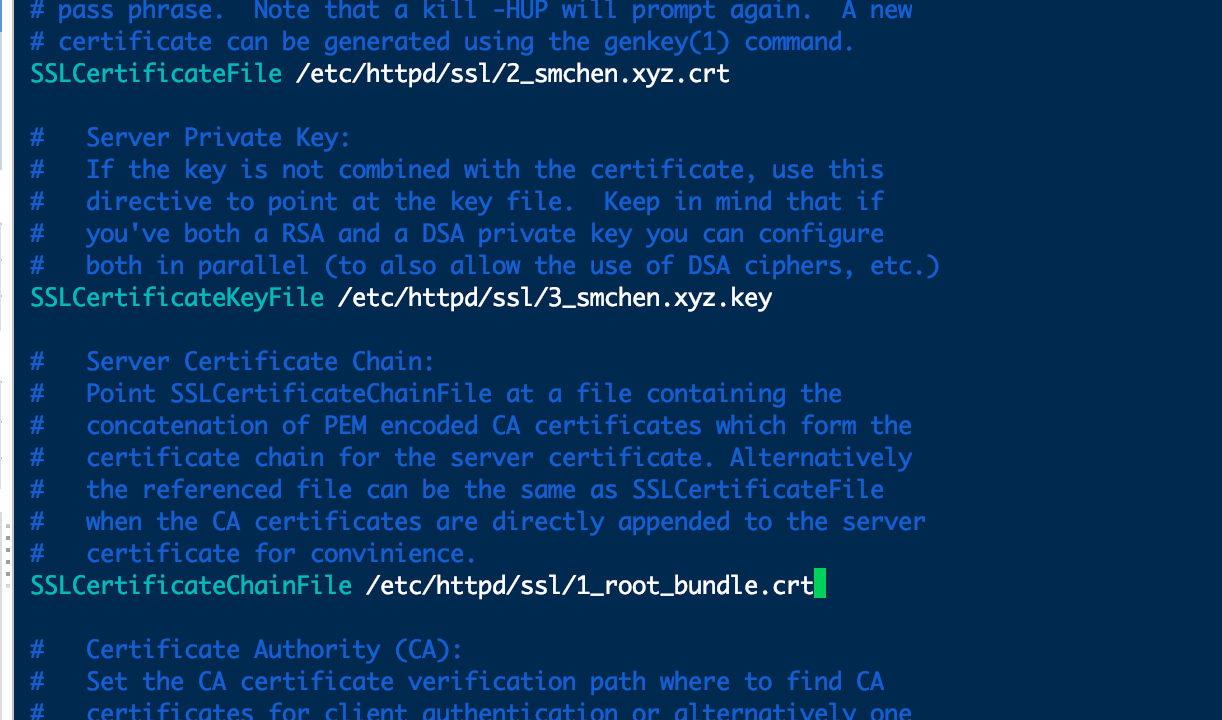 # pass phrase.  Note that a kill -HUP will prompt again.  A new
# certificate can be generated using the genkey(1) command.
SSLCertificateFile /etc/httpd/ssl/2_smchen.xyz.crt
#   Server Private Key:
#   If the key is not combined with the certificate, use this
#   directive to point at the key file.  Keep in mind that if
#   you've both a RSA and a DSA private key you can configure
#   both in parallel (to also allow the use of DSA ciphers, etc.)
SSLCertificateKeyFile /etc/httpd/ssl/3_smchen.xyz.key
#   Server Certificate Chain:
#   Point SSLCertificateChainFile at a file containing the
#   concatenation of PEM encoded CA certificates which form the
#   certificate chain for the server certificate. Alternatively
#   the referenced file can be the same as SSLCertificateFile
#   when the CA certificates are directly appended to the server
#   certificate for convinience.
SSLCertificateChainFile /etc/httpd/ssl/1_root_bundle.crt
#   Certificate Authority (CA):
#   Set the CA certificate verification path where to find CA
#   certificates for client authentication or alternatively one